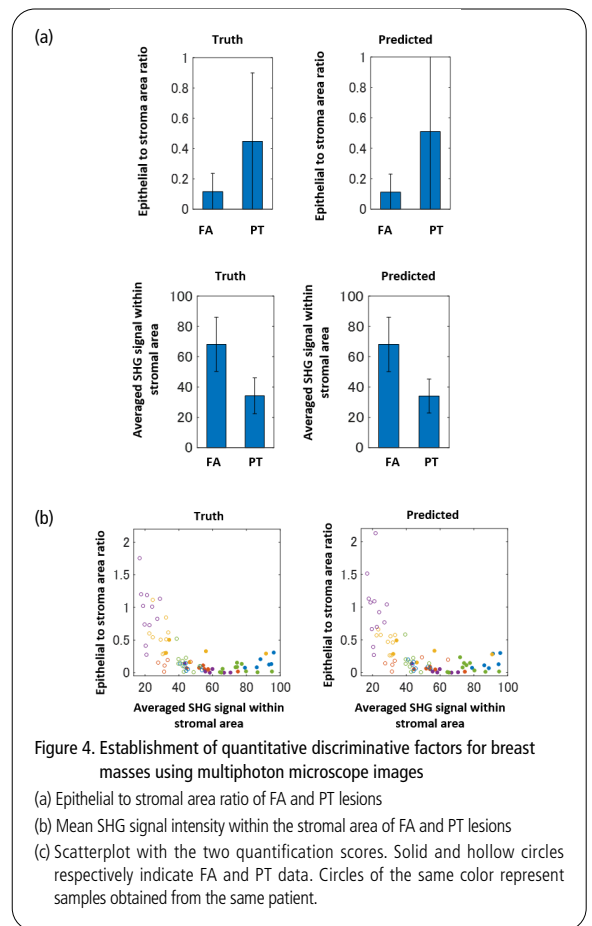 (a)
Truth
Epithelial to stroma area ratio
1
0.8
0.6
0.4
0.2
0
FA
PT
Predicted
Epithelial to stroma area ratio
1
0.8
0.6
0.4
0.2
0
FA
PT
Truth
Averaged SHG signal within
stromal area
100
80
60
40
20
0
FA
PT
Predicted
Averaged SHG signal within
stromal area
100
80
60
40
20
0
FA
PT
(b)
Truth
Epithelial to stroma area ratio
2
1.5
1
0.5
0
20 40 60 80 100
Averaged SHG signal within
stromal area
Predicted
Epithelial to stroma area ratio
2
1.5
1
0.5
0
20 40 60 80 100
Averaged SHG signal within
stromal area
Figure 4. Establishment of quantitative discriminative factors for breast
masses using multiphoton microscope images
(a) Epithelial to stromal area ratio of FA and PT lesions
(b) Mean SHG signal intensity within the stromal area of FA and PT lesions
(c) Scatterplot with the two quantification scores. Solid and hollow circles
respectively indicate FA and PT data. Circles of the same color represent
samples obtained from the same patient.